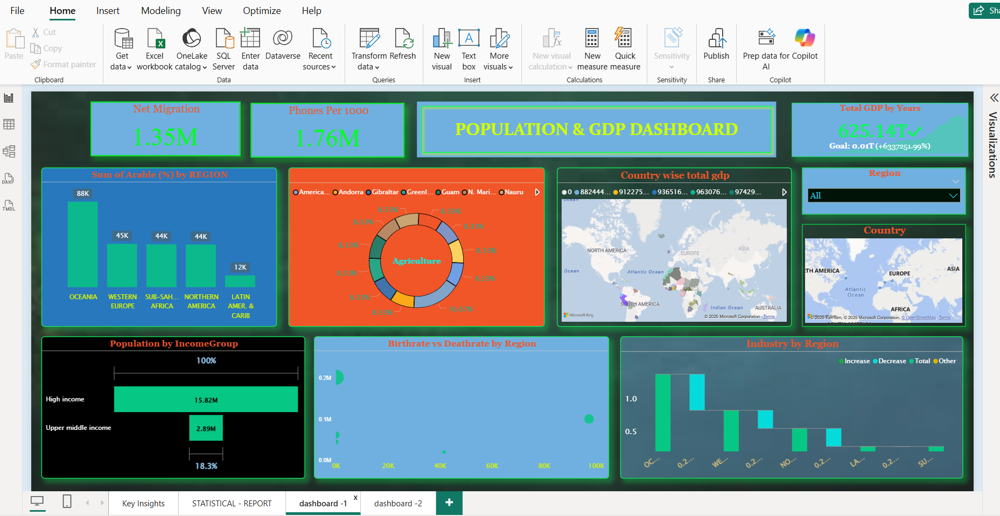 File Home Insert Modeling View Optimize Help
Sha
Paste
Cut
Copy
Format painter
Clipboard
Get data
Excel workbook
OneLake catalog
SQL Server
Enter data
Dataverse
Recent sources
Data
Transform data
Refresh
Queries
New visual
Text box
More visuals
Insert
New visual calculation
New measure
Quick measure
Calculations
Sensitivity
Sensitivity
Publish
Share
Prep data for AI
Copilot
Copilot
DAX
TMDL
Visualizations
Net Migration
1.35M
Phones Per 1000
1.76M
POPULATION & GDP DASHBOARD
Total GDP by Years
625.14T
Goal: 0.01T (+6337251.99%)
Sum of Arable (%) by REGION
88K
45K
44K
44K
12K
OCEANIA
WESTERN EUROPE
SUB-SAH... AFRICA
NORTHERN AMERICA
LATIN AMER. & CARIB
America... Andorra Gibraltar Greenl... Guam N. Mari... Nauru
8.33%
8.33%
8.33%
8.33%
8.33%
16.67%
Agriculture
Country wise total gdp
0 882444... 912275... 936516... 963076... 97429...
Ocean
NORTH AMERICA
EUROPE
ASIA
Ocean
Atlantic Ocean
AFRICA
SOUTH AMERICA
Indian Ocean
AUSTRALIA
Microsoft Bing
© 2025 Microsoft Corporation Terms
Region
All
Country
TH AMERICA
EUROPE
ASIA
Atlantic Ocean
AFRICA
© 2025 TomTom, © 2025 Microsoft Corporation, © OpenStreetMap Terms
Population by IncomeGroup
100%
High income
15.82M
Upper middle income
2.89M
18.3%
Birthrate vs Deathrate by Region
0.2M
0.1M
0.0M
0K 20K 40K 60K 80K 100K
Industry by Region
Increase Decrease Total Other
1.0
0.5
OC... 0.2... WE... 0.2... NO... 0.2... LA... 0.2... SU...
Key Insights
STATISTICAL - REPORT
dashboard -1
x
dashboard -2
+